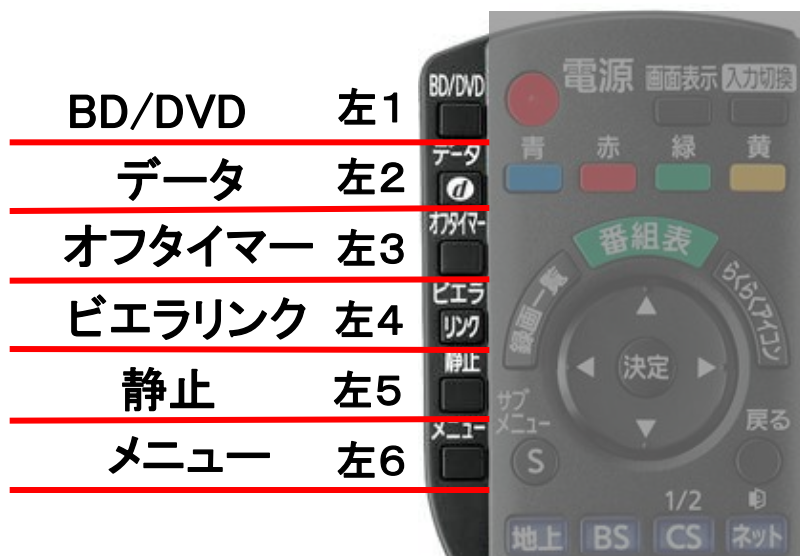 BD/DVD 左1
データ 左2
オフタイマー 左3
ビエラリンク 左4
静止 左5
メニュー 左6
BD/DVD
データ
d
オフタイマー
ビエラ
リンク
静止
メニュー
電源 画面表示 入力切換
青 赤 緑 黄
番組表
録画一覧
らくらくアイコン
決定
サブ
メニュー
S
戻る
1/2
地上 BS CS ネット